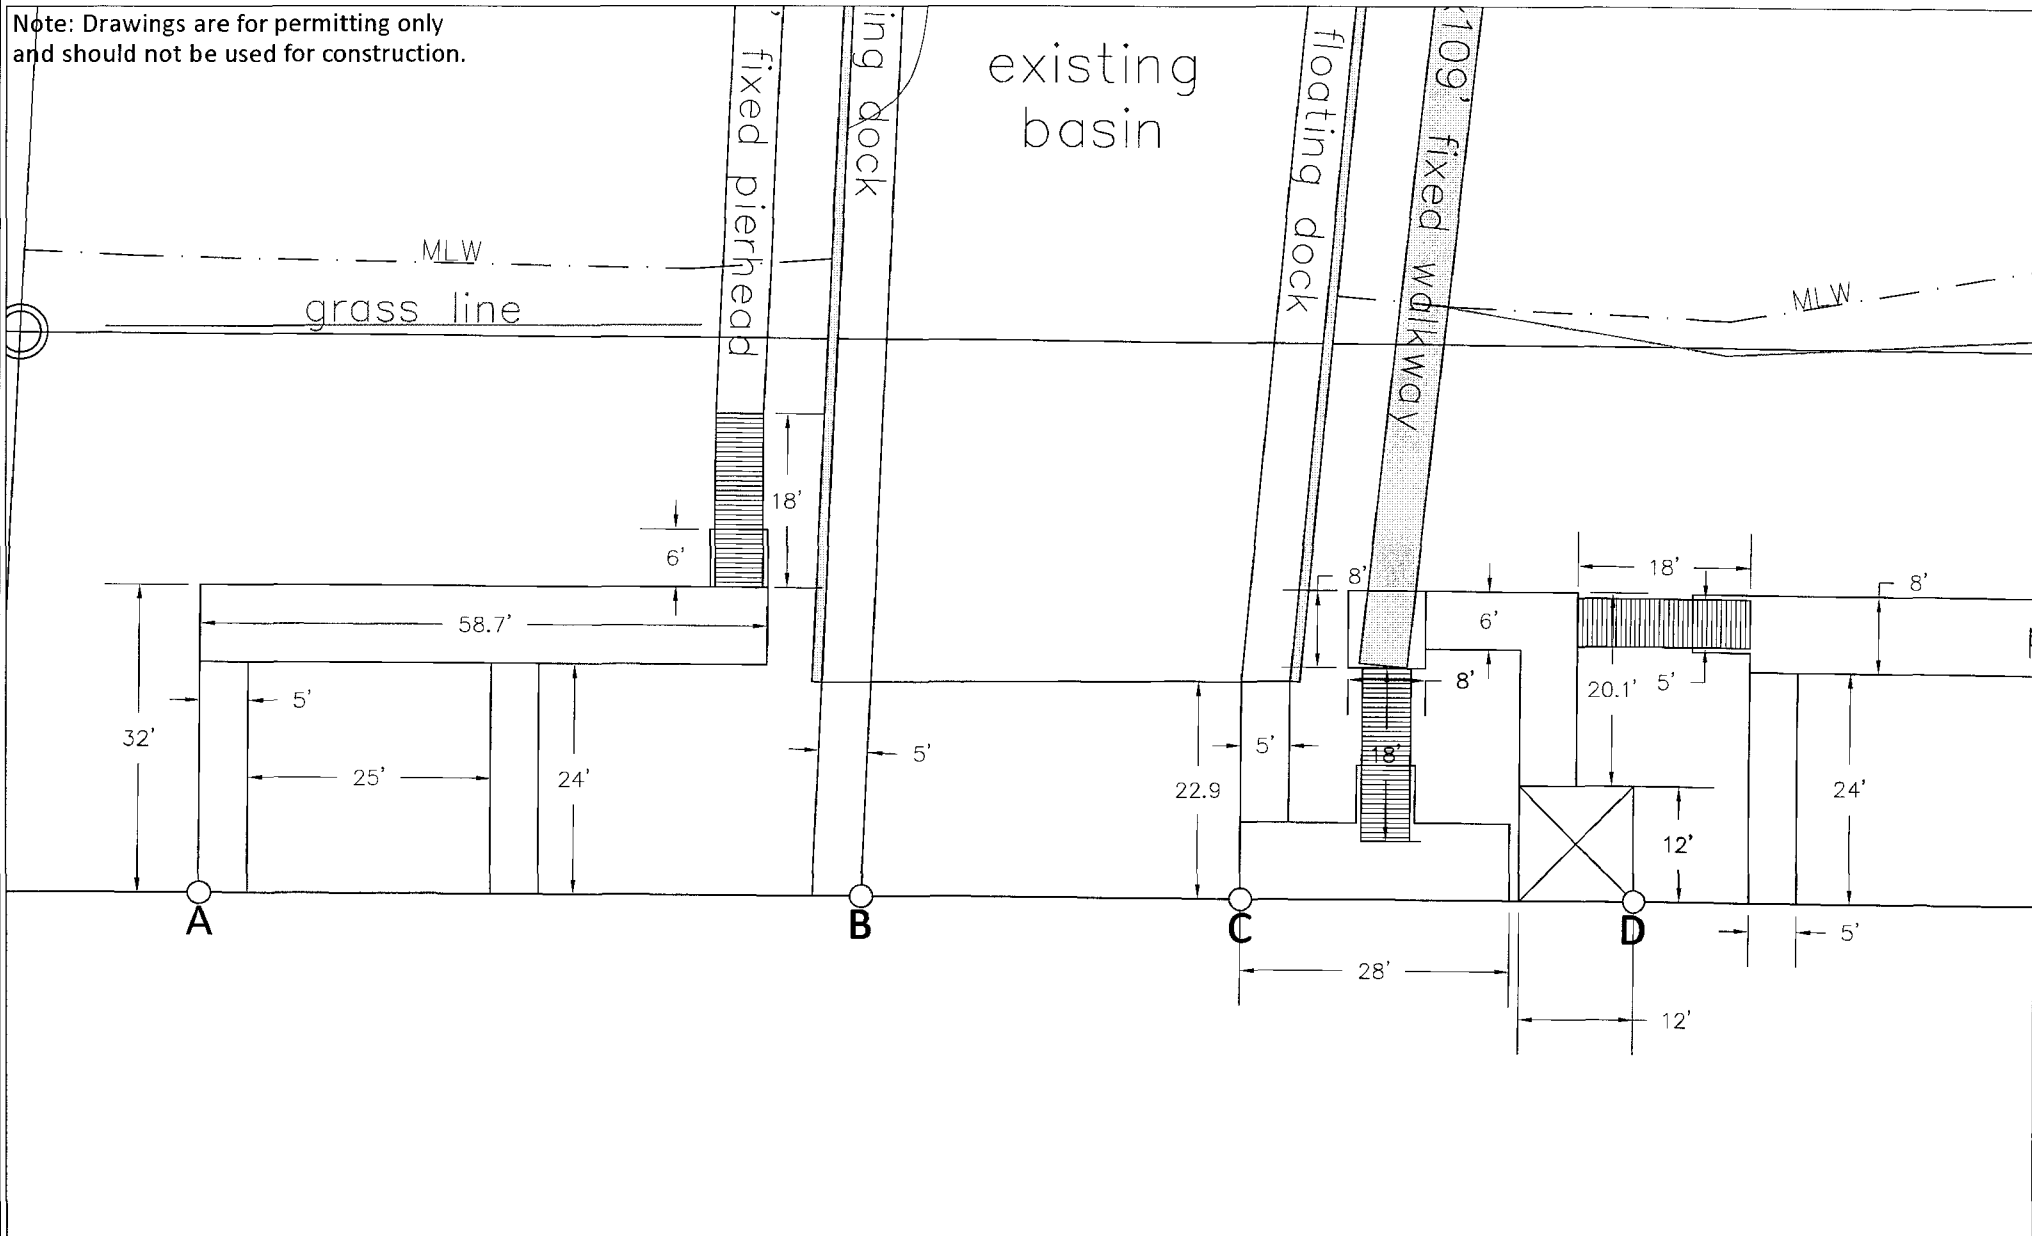 Note: Drawings are for permitting only
and should not be used for construction.
' fixed pierhead
ing dock
existing
basin
floating dock
109' fixed walkway
MLW
MLW
grass line
18'
6'
58.7'
32'
5'
25'
24'
5'
22.9
5'
8'
8'
18'
6'
18'
5'
8'
20.1'
12'
24'
A
B
C
D
5'
28'
12'